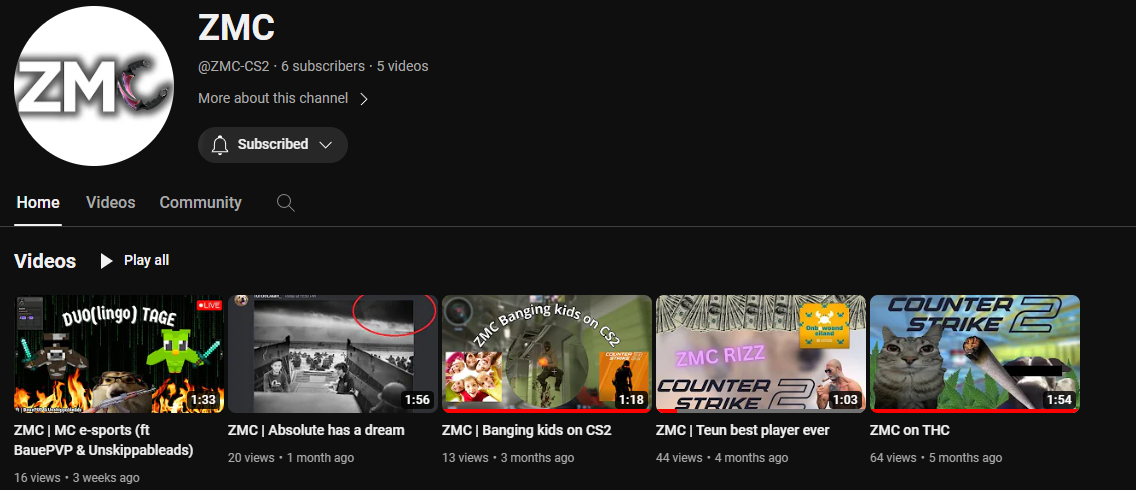 ZMC
ZMC
@ZMC-CS2 · 6 subscribers · 5 videos
More about this channel
Subscribed
Home
Videos
Community
Videos
Play all
LIVE
DUO(lingo) TAGE
1:33
ZMC | MC e-sports (ft
BauePVP & Unskippableads)
16 views • 3 weeks ago
1:56
ZMC | Absolute has a dream
20 views • 1 month ago
ZMC Banging kids on CS2
1:18
ZMC | Banging kids on CS2
13 views • 3 months ago
Onbewoond
eiland
ZMC RIZZ
COUNTER
STRIKE 2
1:03
ZMC | Teun best player ever
44 views • 4 months ago
COUNTER
STRIKE 2
1:54
ZMC on THC
64 views • 5 months ago